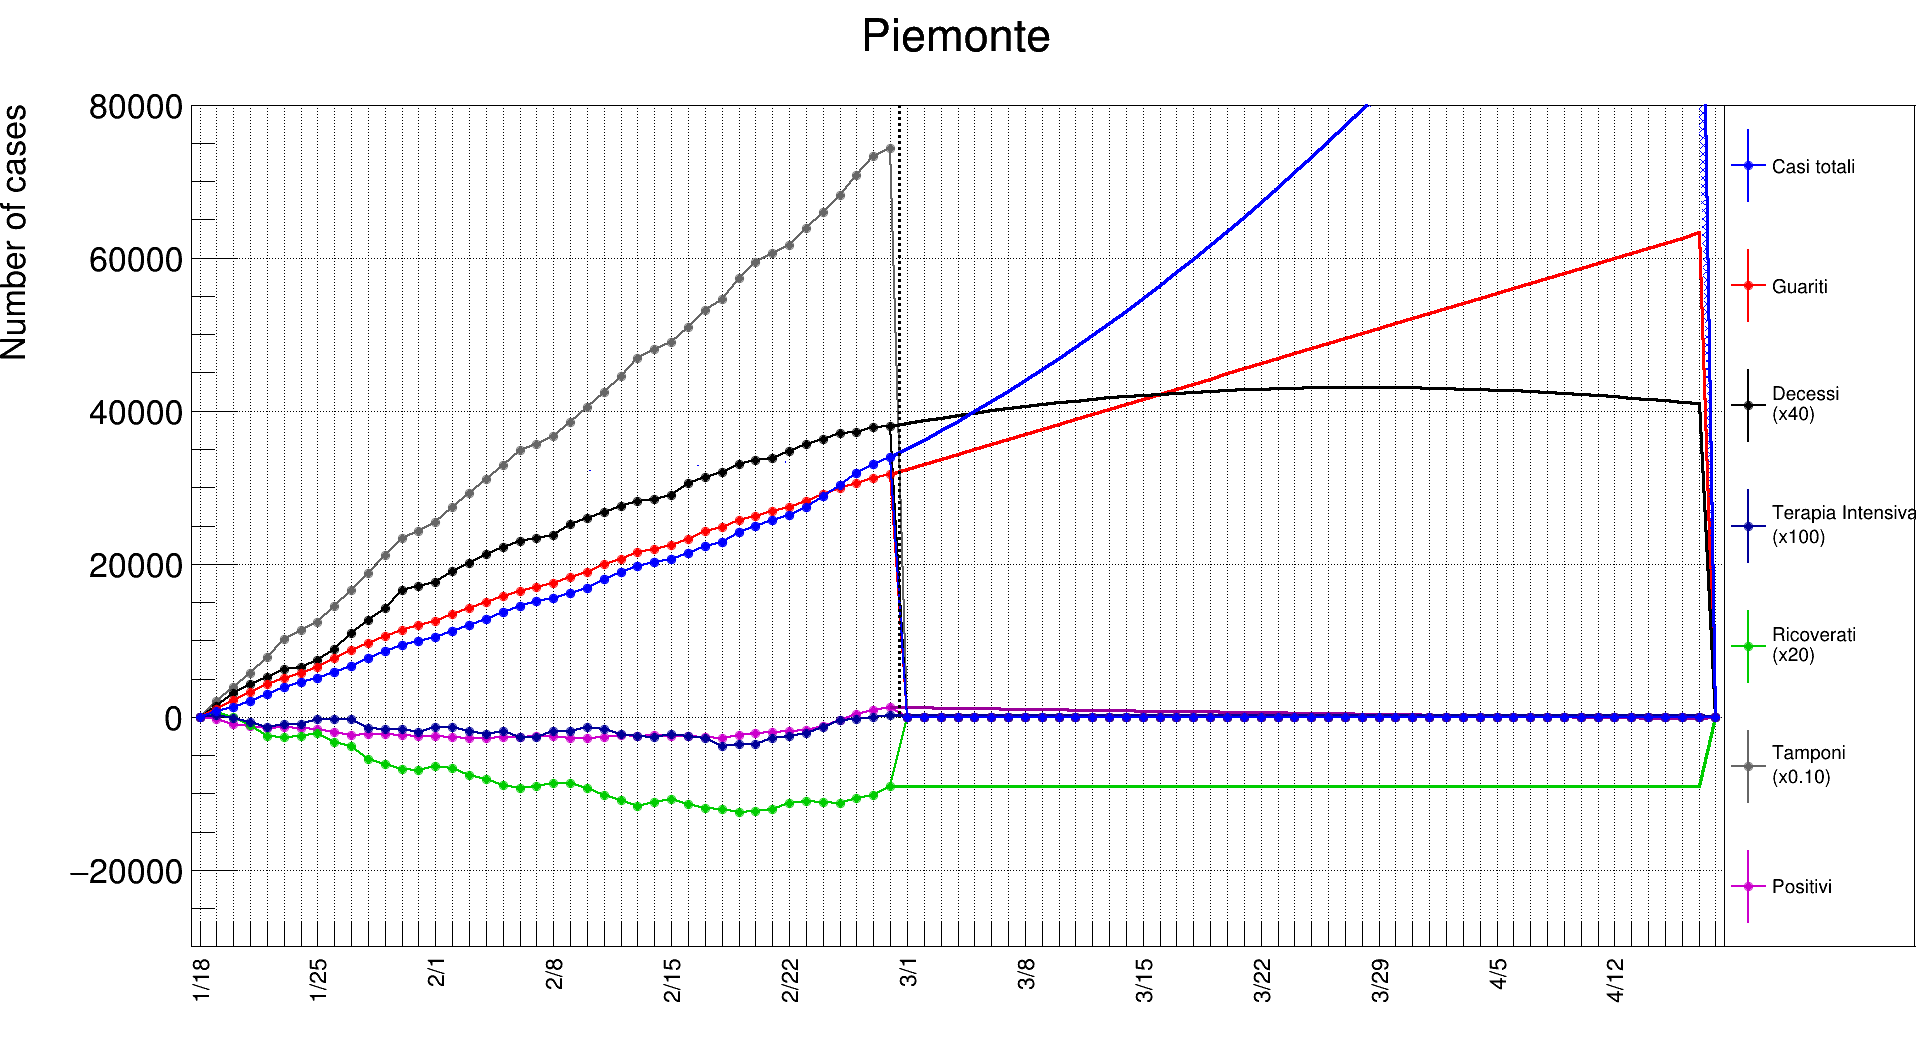 Piemonte
Number of cases
80000
60000
40000
20000
0
−20000
1/18
1/25
2/1
2/8
2/15
2/22
3/1
3/8
3/15
3/22
3/29
4/5
4/12
Casi totali
Guariti
Decessi
(x40)
Terapia Intensiva
(x100)
Ricoverati
(x20)
Tamponi
(x0.10)
Positivi